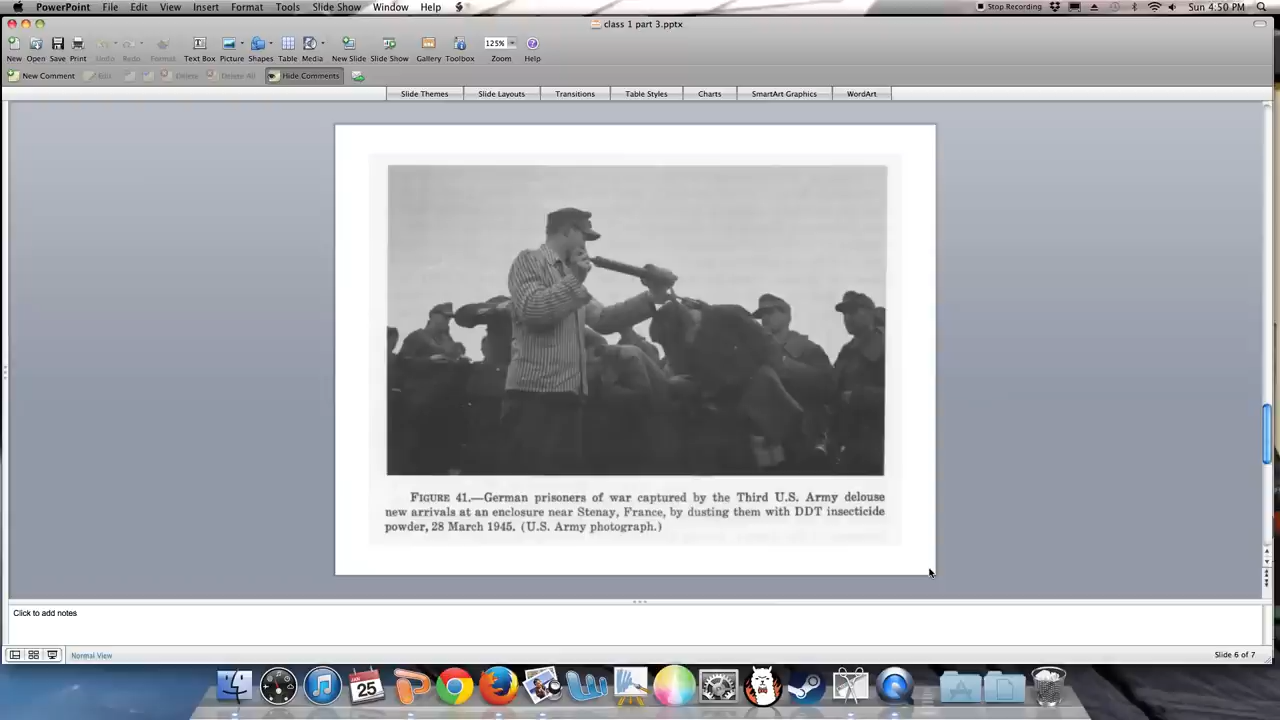 PowerPoint File Edit View Insert Format Tools Slide Show Window Help Stop Recording Sun 4:50 PM
class 1 part 3.pptx
125%
New Open Save Print Undo Redo Format Text Box Picture Shapes Table Media New Slide Slide Show Gallery Toolbox Zoom Help
New Comment Edit Delete Delete All Hide Comments
Slide Themes Slide Layouts Transitions Table Styles Charts SmartArt Graphics WordArt
FIGURE 41.—German prisoners of war captured by the Third U.S. Army delouse
new arrivals at an enclosure near Stenay, France, by dusting them with DDT insecticide
powder, 28 March 1945. (U.S. Army photograph.)
Click to add notes
Normal View Slide 6 of 7
JAN
25